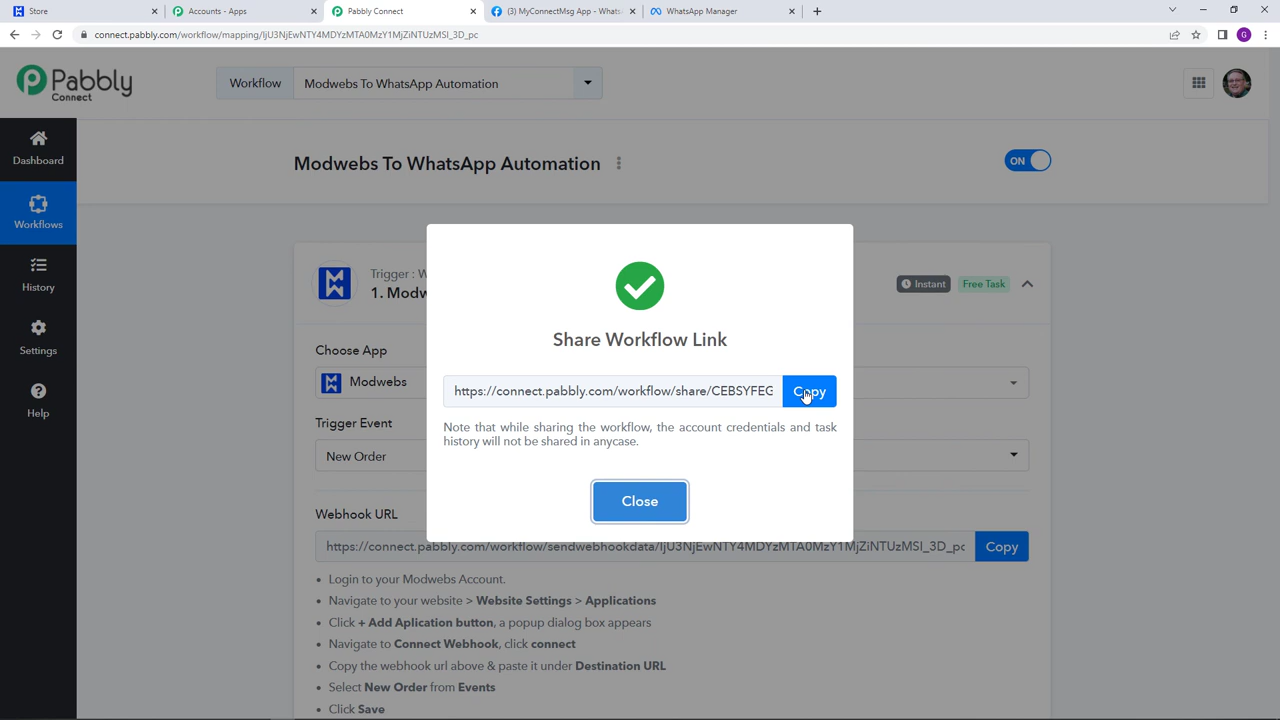 Store
Accounts - Apps
Pabbly Connect
(3) MyConnectMsg App - Whats
WhatsApp Manager
connect.pabbly.com/workflow/mapping/IjU3NjEwNTY4MDYzMTA0MzY1MjZiNTUzMSI_3D_pc
G
Pabbly
Connect
Workflow
Modwebs To WhatsApp Automation
Dashboard
Workflows
History
Settings
Help
Modwebs To WhatsApp Automation
ON
Trigger : W
1. Modw
Instant
Free Task
Choose App
Modwebs
Trigger Event
New Order
Webhook URL
https://connect.pabbly.com/workflow/sendwebhookdata/IjU3NjEwNTY4MDYzMTA0MzY1MjZiNTUzMSI_3D_pc
Copy
• Login to your Modwebs Account.
• Navigate to your website > Website Settings > Applications
• Click + Add Aplication button, a popup dialog box appears
• Navigate to Connect Webhook, click connect
• Copy the webhook url above & paste it under Destination URL
• Select New Order from Events
• Click Save
Share Workflow Link
https://connect.pabbly.com/workflow/share/CEBSYFEG
Copy
Note that while sharing the workflow, the account credentials and task
history will not be shared in anycase.
Close